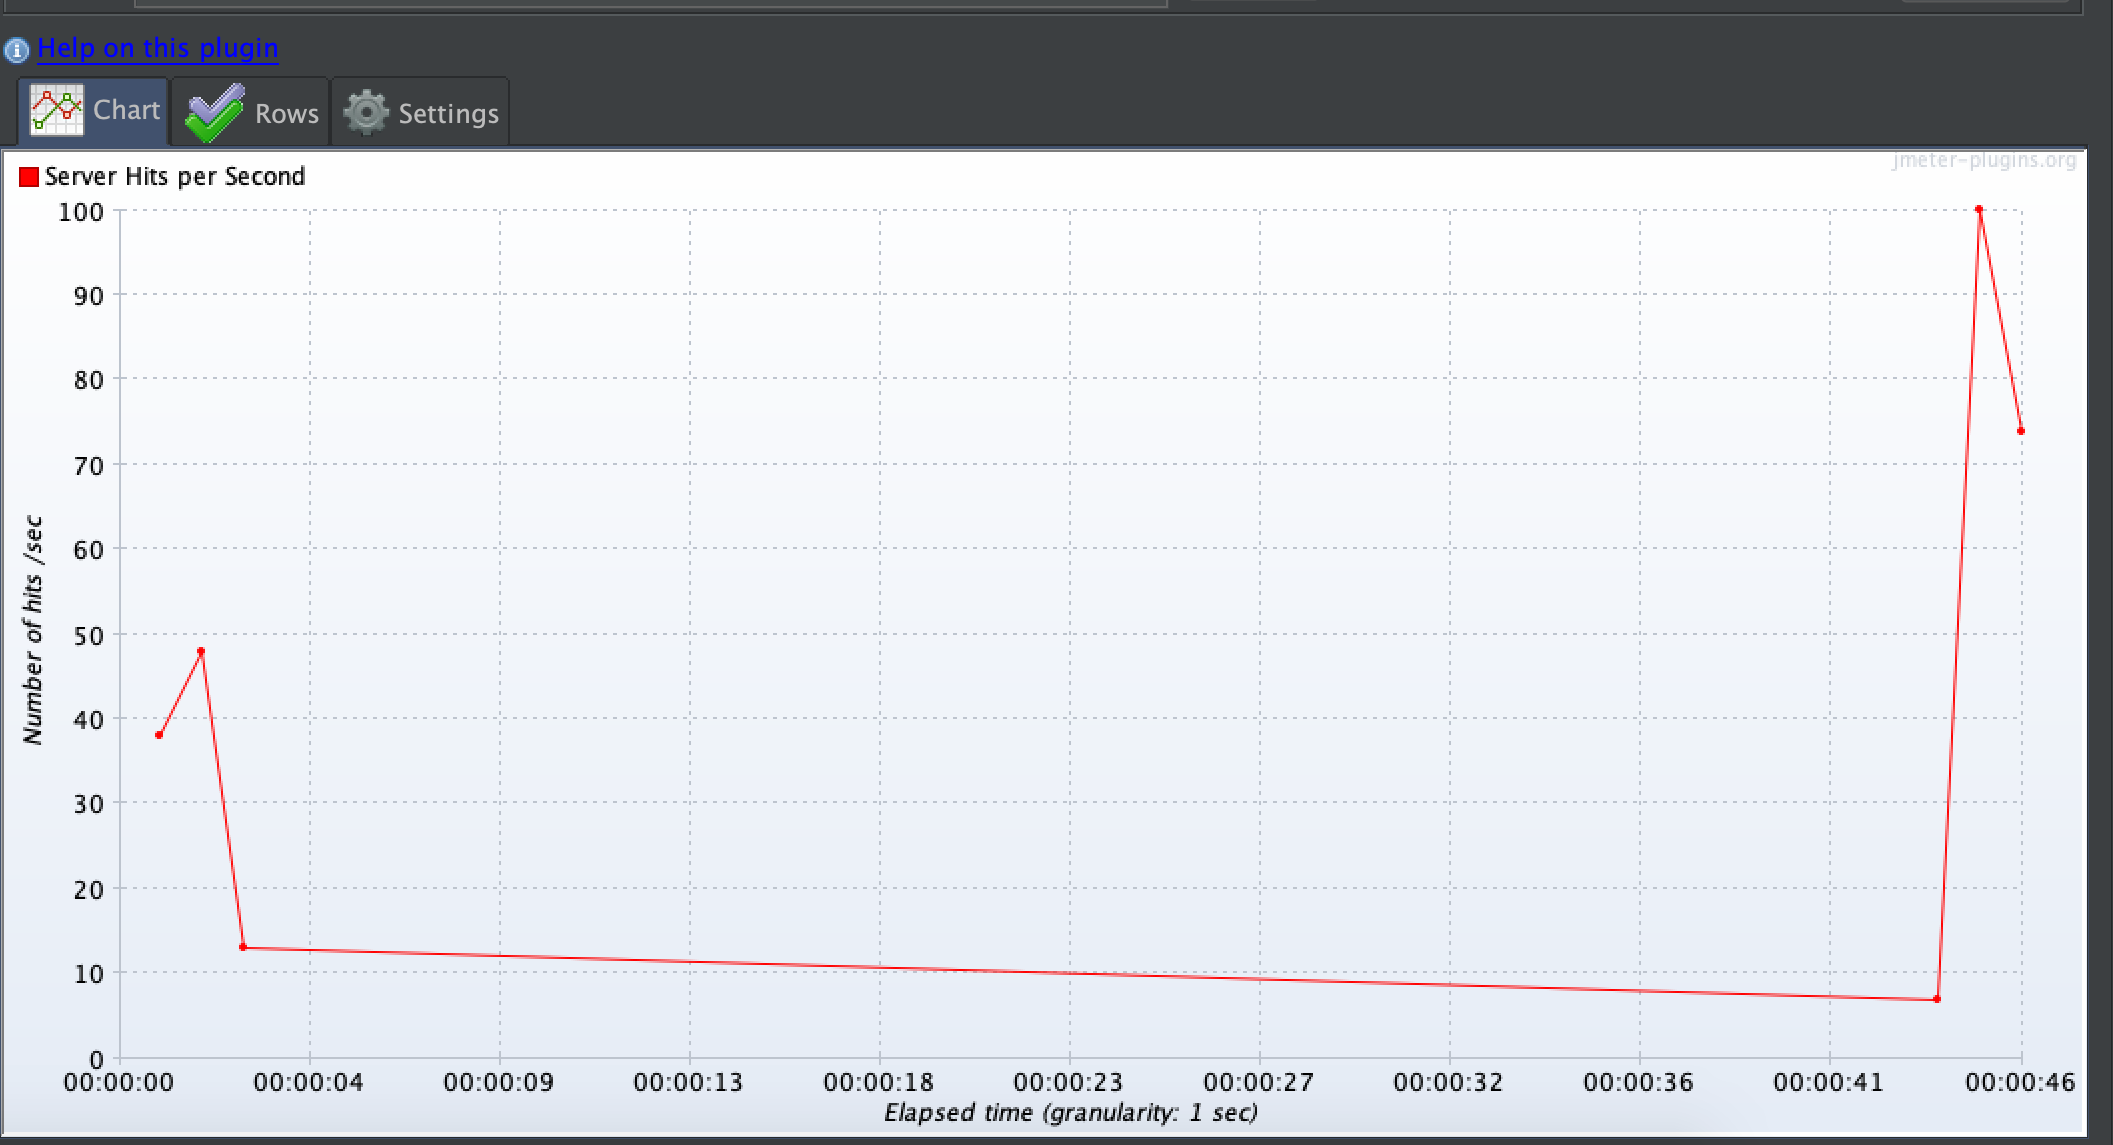 Help on this plugin
Chart Rows Settings
jmeter-plugins.org
Server Hits per Second
100
90
80
70
60
50
40
30
20
10
0
Number of hits /sec
00:00:00 00:00:04 00:00:09 00:00:13 00:00:18 00:00:23 00:00:27 00:00:32 00:00:36 00:00:41 00:00:46
Elapsed time (granularity: 1 sec)